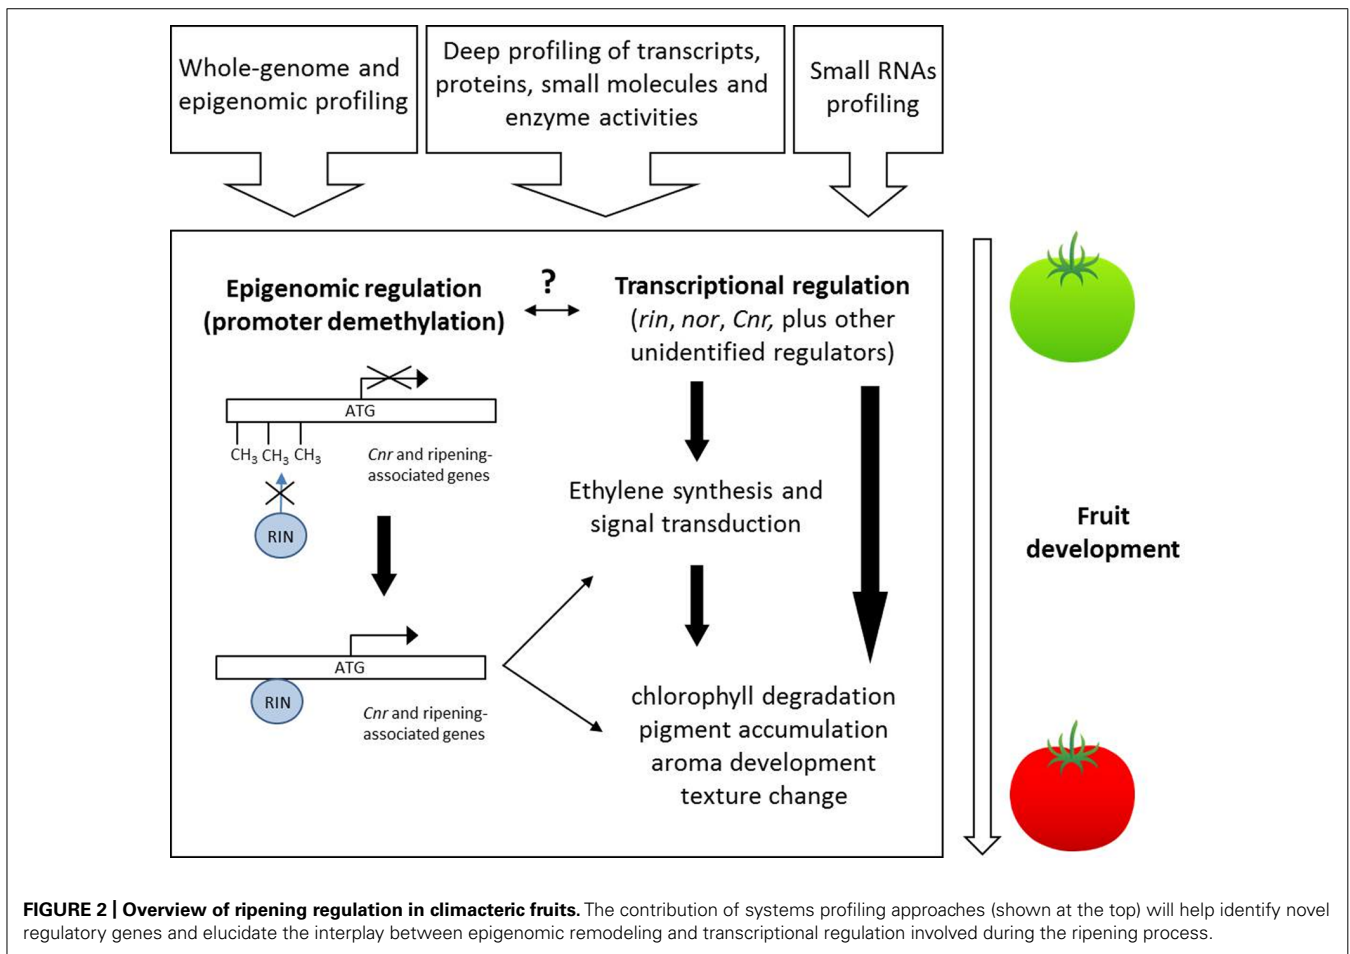 Whole-genome and
epigenomic profiling
Deep profiling of transcripts,
proteins, small molecules and
enzyme activities
Small RNAs
profiling
Epigenomic regulation
(promoter demethylation)
?
Transcriptional regulation
(rin, nor, Cnr, plus other
unidentified regulators)
ATG
CH3 CH3 CH3
Cnr and ripening-
associated genes
RIN
Ethylene synthesis and
signal transduction
Fruit
development
ATG
RIN
Cnr and ripening-
associated genes
chlorophyll degradation
pigment accumulation
aroma development
texture change
FIGURE 2 | Overview of ripening regulation in climacteric fruits. The contribution of systems profiling approaches (shown at the top) will help identify novel
regulatory genes and elucidate the interplay between epigenomic remodeling and transcriptional regulation involved during the ripening process.